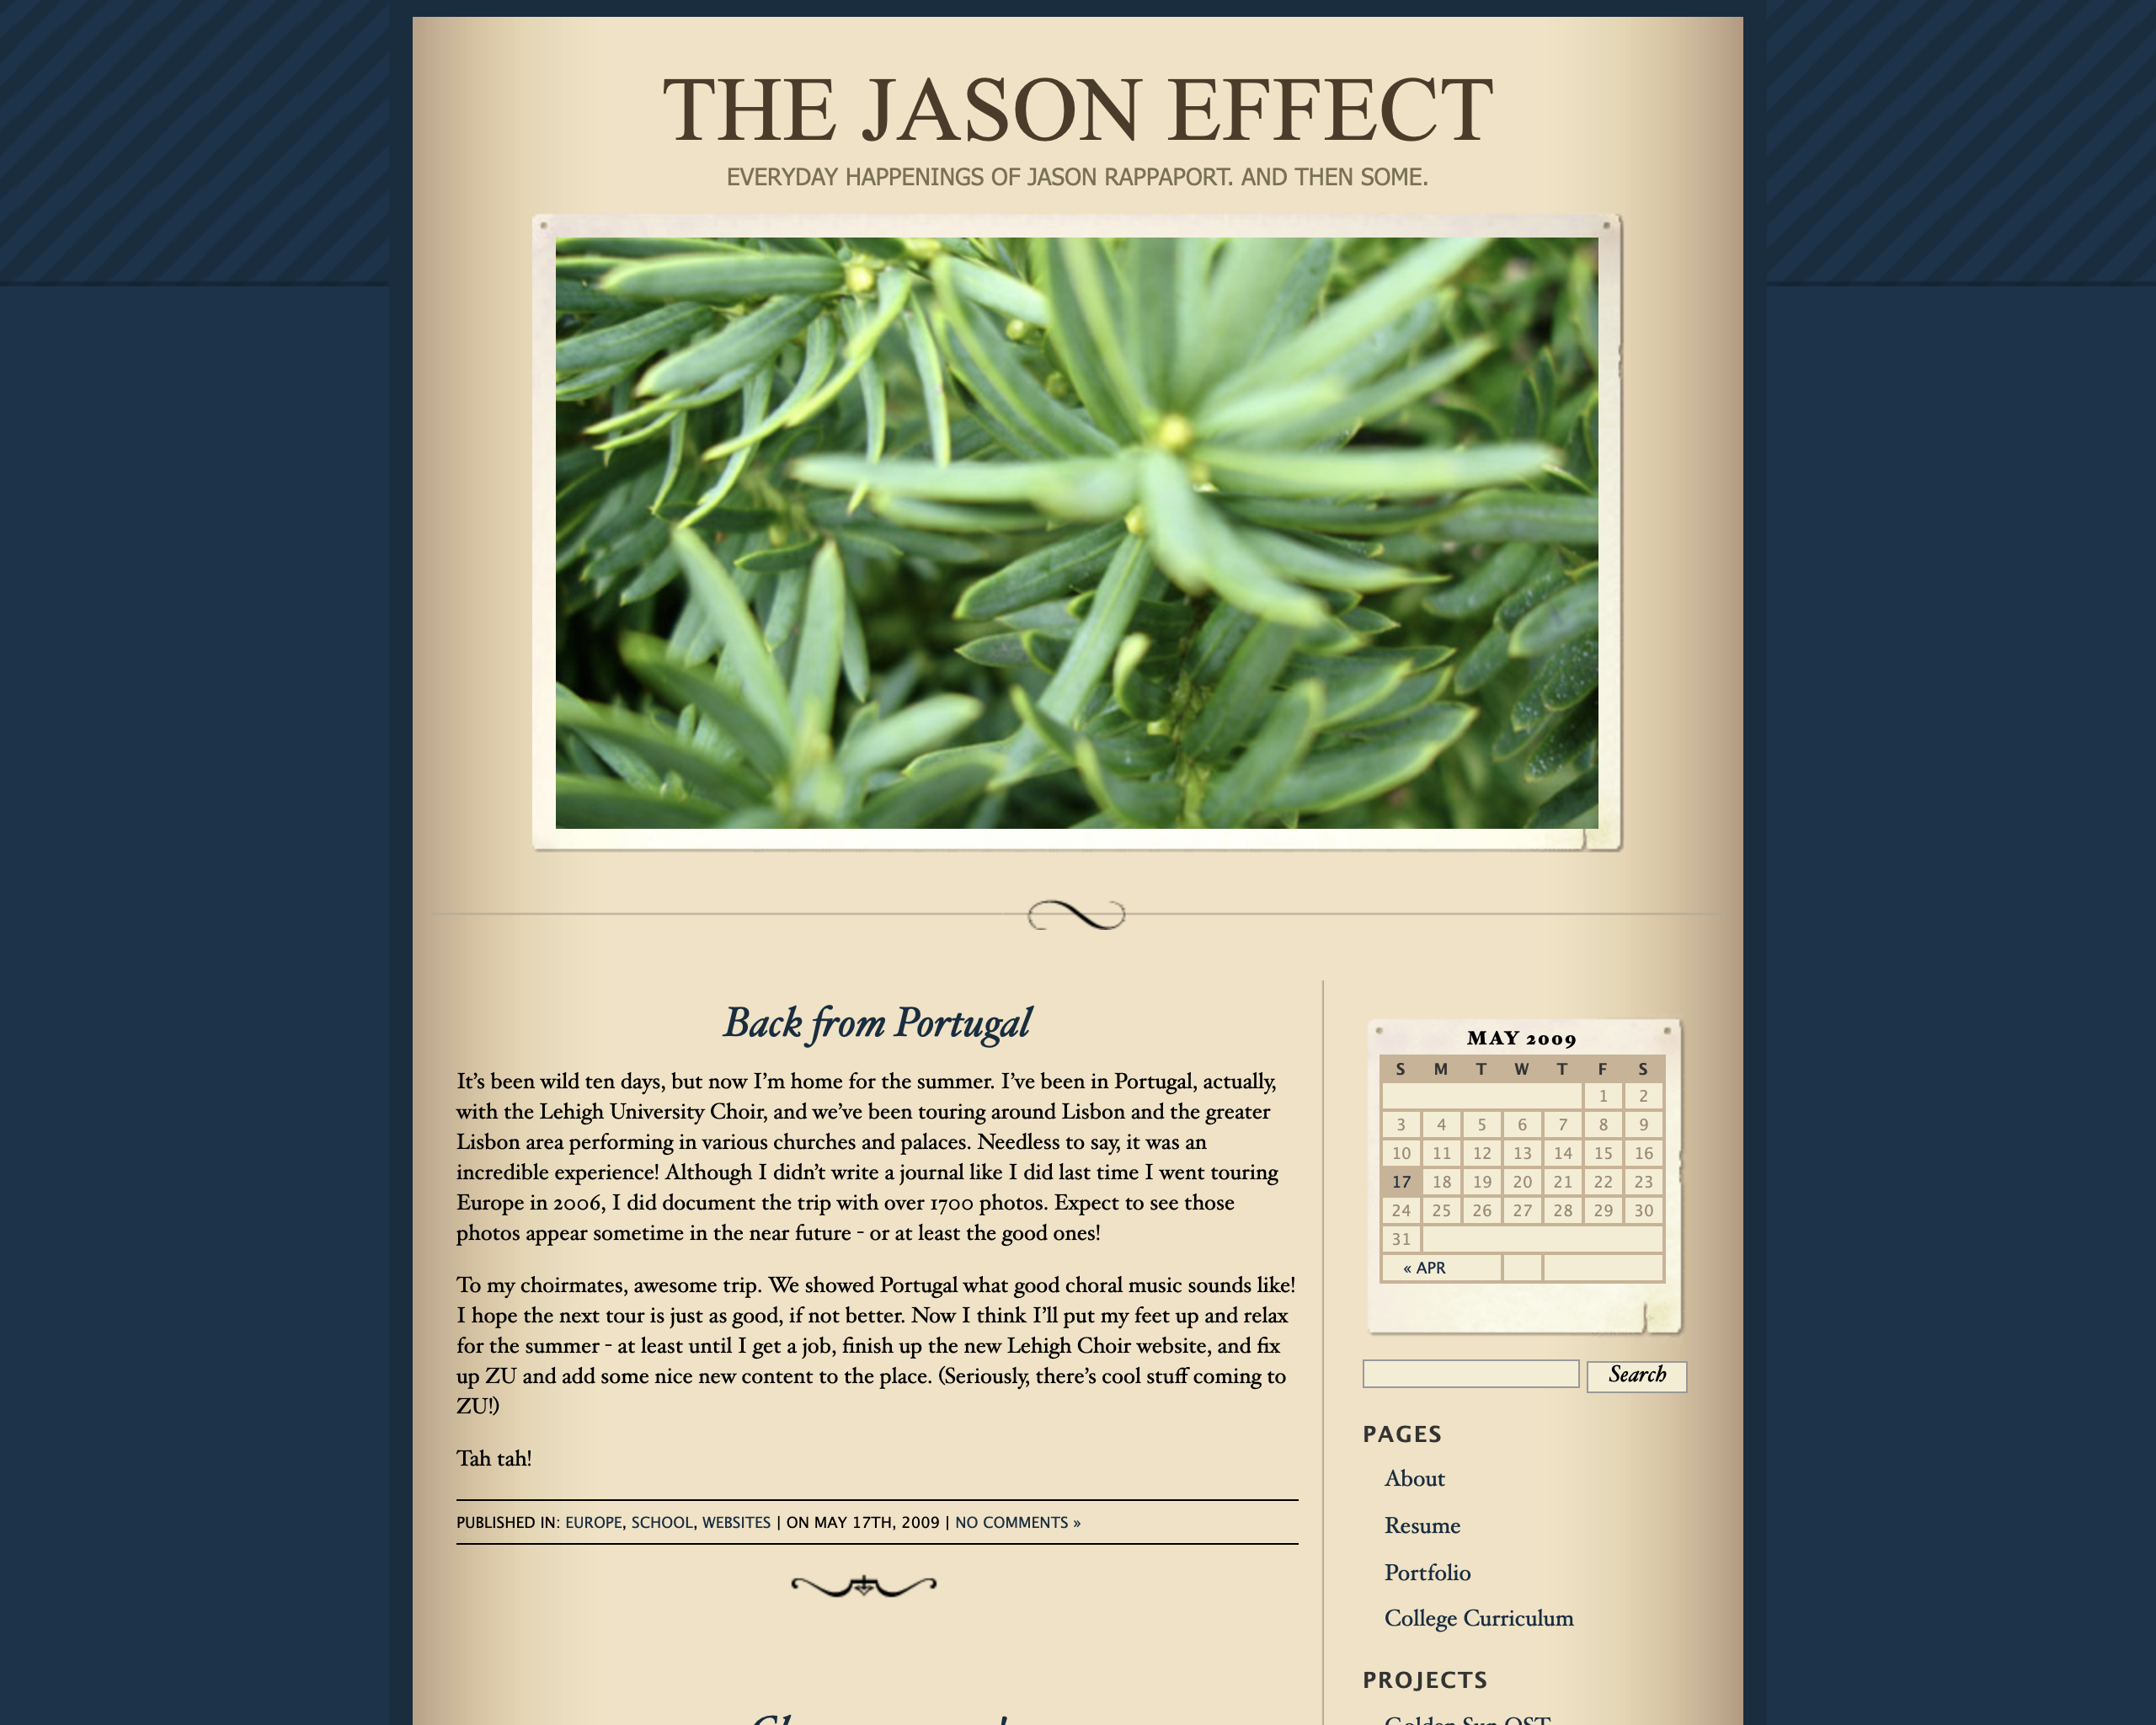 THE JASON EFFECT
EVERYDAY HAPPENINGS OF JASON RAPPAPORT. AND THEN SOME.
Back from Portugal
It’s been wild ten days, but now I’m home for the summer. I’ve been in Portugal, actually,
with the Lehigh University Choir, and we’ve been touring around Lisbon and the greater
Lisbon area performing in various churches and palaces. Needless to say, it was an
incredible experience! Although I didn’t write a journal like I did last time I went touring
Europe in 2006, I did document the trip with over 1700 photos. Expect to see those
photos appear sometime in the near future - or at least the good ones!
To my choirmates, awesome trip. We showed Portugal what good choral music sounds like!
I hope the next tour is just as good, if not better. Now I think I’ll put my feet up and relax
for the summer - at least until I get a job, finish up the new Lehigh Choir website, and fix
up ZU and add some nice new content to the place. (Seriously, there’s cool stuff coming to
ZU!)
Tah tah!
PUBLISHED IN: EUROPE, SCHOOL, WEBSITES | ON MAY 17TH, 2009 | NO COMMENTS »
MAY 2009
S M T W T F S
1 2
3 4 5 6 7 8 9
10 11 12 13 14 15 16
17 18 19 20 21 22 23
24 25 26 27 28 29 30
31
« APR
Search
PAGES
About
Resume
Portfolio
College Curriculum
PROJECTS
Golden Sun OST